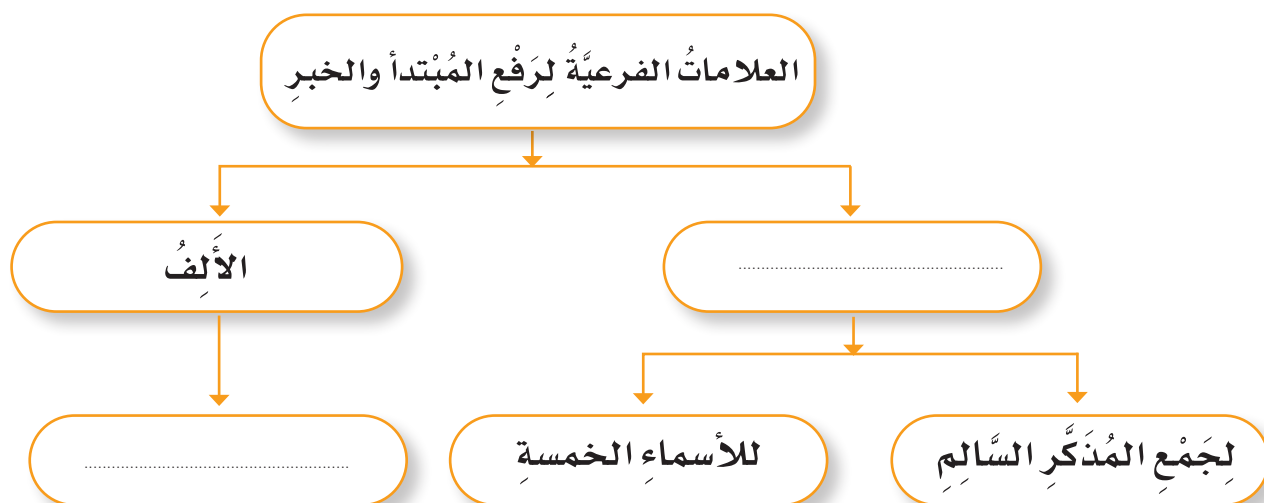 العلاماتُ الفرعيَّةُ لِرَفْعِ المُبْتدأ والخبرِ
........................................................
الأَلِفُ
لِجَمْعِ المُذَكَّرِ السَّالِمِ
للأسماءِ الخمسةِ
........................................................